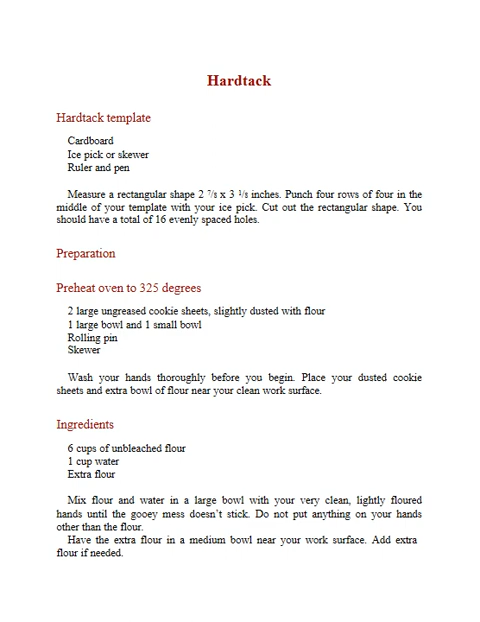 Hardtack
Hardtack template
Cardboard
Ice pick or skewer
Ruler and pen
Measure a rectangular shape 2 7/8 x 3 1/8 inches. Punch four rows of four in the
middle of your template with your ice pick. Cut out the rectangular shape. You
should have a total of 16 evenly spaced holes.
Preparation
Preheat oven to 325 degrees
2 large ungreased cookie sheets, slightly dusted with flour
1 large bowl and 1 small bowl
Rolling pin
Skewer
Wash your hands thoroughly before you begin. Place your dusted cookie
sheets and extra bowl of flour near your clean work surface.
Ingredients
6 cups of unbleached flour
1 cup water
Extra flour
Mix flour and water in a large bowl with your very clean, lightly floured
hands until the gooey mess doesn't stick. Do not put anything on your hands
other than the flour.
Have the extra flour in a medium bowl near your work surface. Add extra
flour if needed.